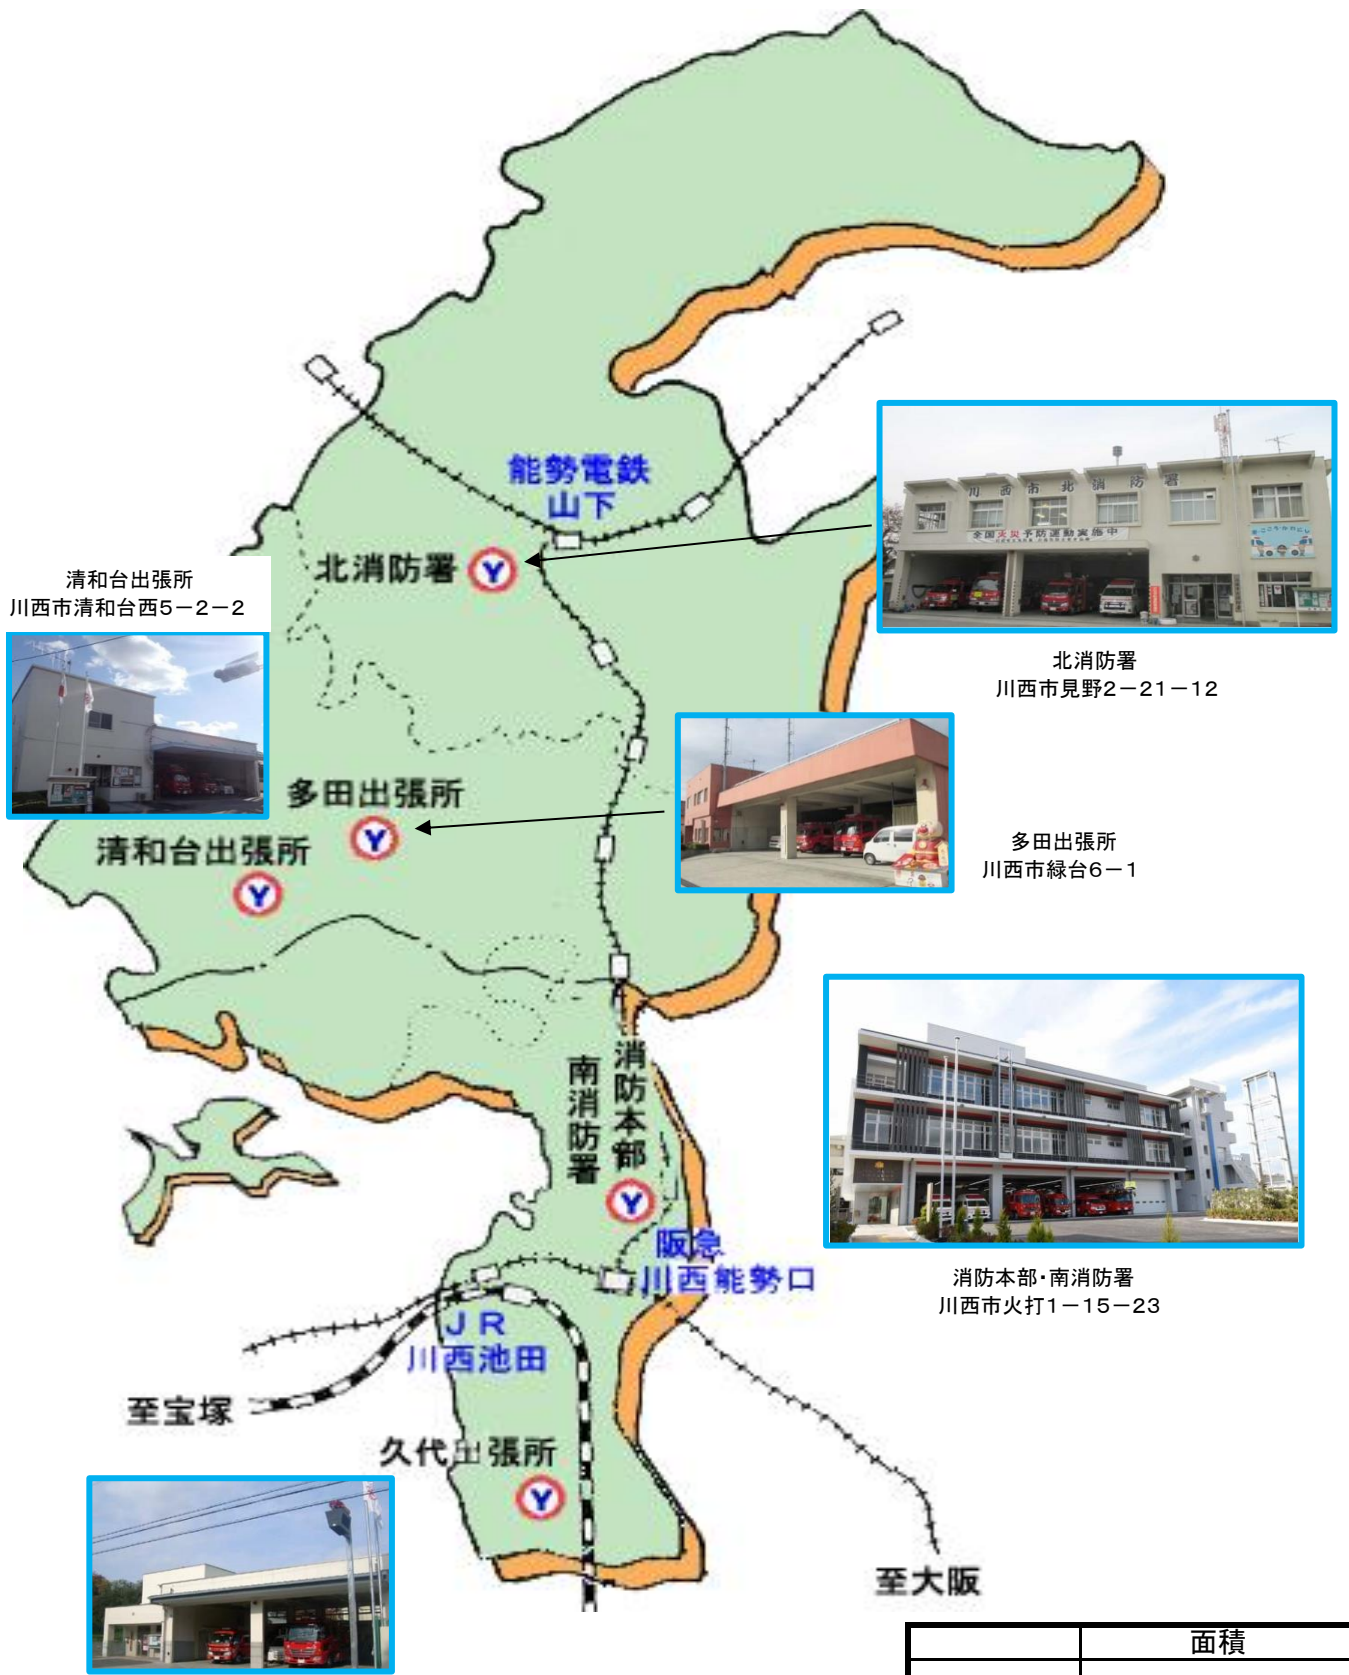 能勢電鉄
山下
川西市北消防署
全国火災予防運動実施中
北消防署
清和台出張所
川西市清和台西5－2－2
北消防署
川西市見野2－21－12
多田出張所
清和台出張所
多田出張所
川西市緑台6－1
消防本部
南消防署
阪急
川西能勢口
消防本部・南消防署
川西市火打1－15－23
JR
川西池田
至宝塚
久代出張所
至大阪
面積